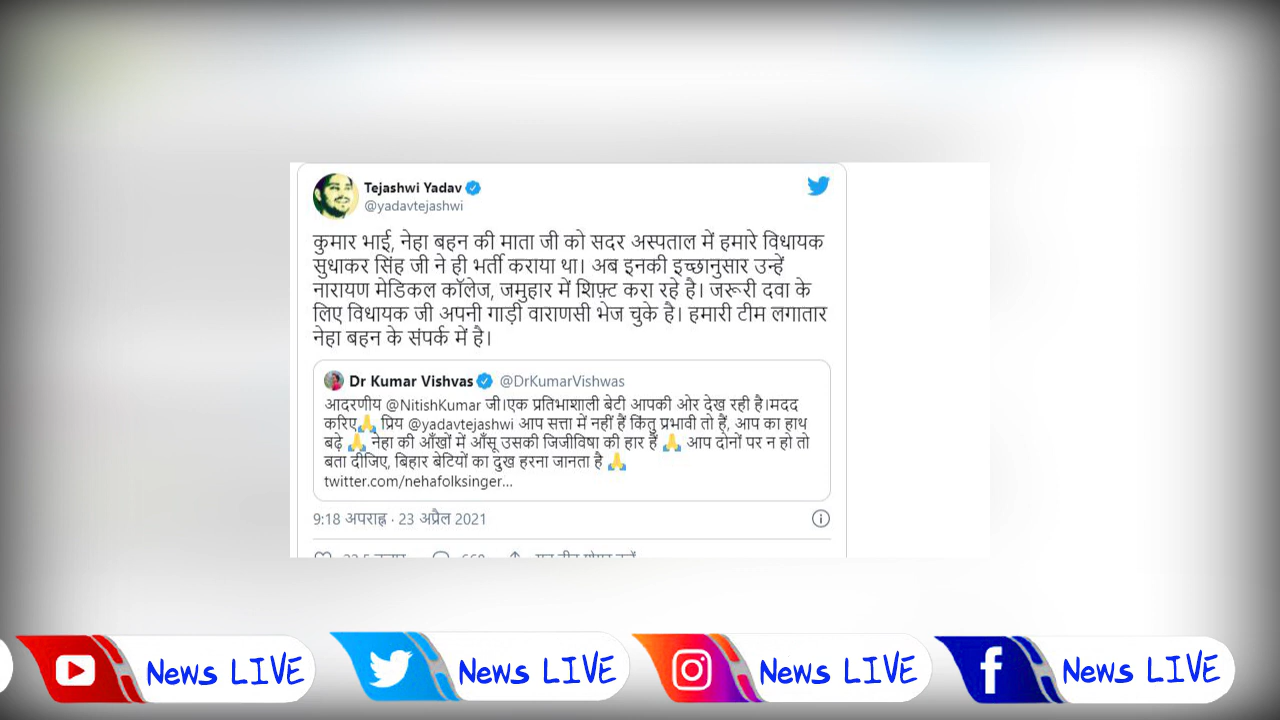 Tejashwi Yadav
@yadavtejashwi
कुमार भाई, नेहा बहन की माता जी को सदर अस्पताल में हमारे विधायक
सुधाकर सिंह जी ने ही भर्ती कराया था। अब इनकी इच्छानुसार उन्हें
नारायण मेडिकल कॉलेज, जमुहार में शिफ़्ट करा रहे है। जरूरी दवा के
लिए विधायक जी अपनी गाड़ी वाराणसी भेज चुके है। हमारी टीम लगातार
नेहा बहन के संपर्क में है।
Dr Kumar Vishvas @DrKumarVishwas
आदरणीय @NitishKumar जी।एक प्रतिभाशाली बेटी आपकी ओर देख रही है।मदद
करिए🙏 प्रिय @yadavtejashwi आप सत्ता में नहीं हैं किंतु प्रभावी तो हैं, आप का हाथ
बढ़े 🙏 नेहा की आँखों में आँसू उसकी जिजीविषा की हार हैं 🙏 आप दोनों पर न हो तो
बता दीजिए, बिहार बेटियों का दुख हरना जानता है 🙏
twitter.com/nehafolksinger...
9:18 अपराह्न · 23 अप्रैल 2021
News LIVE News LIVE News LIVE News LIVE